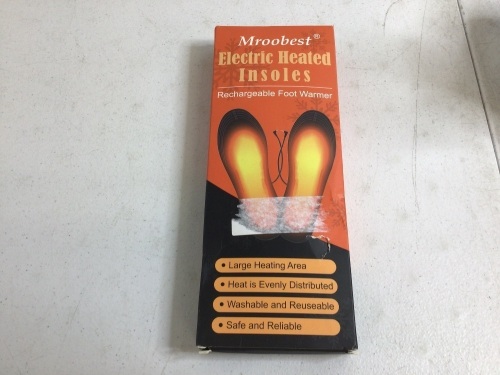 Mroobest®
Electric Heated
Insoles
Rechargeable Foot Warmer
• Large Heating Area
• Heat is Evenly Distributed
• Washable and Reuseable
• Safe and Reliable